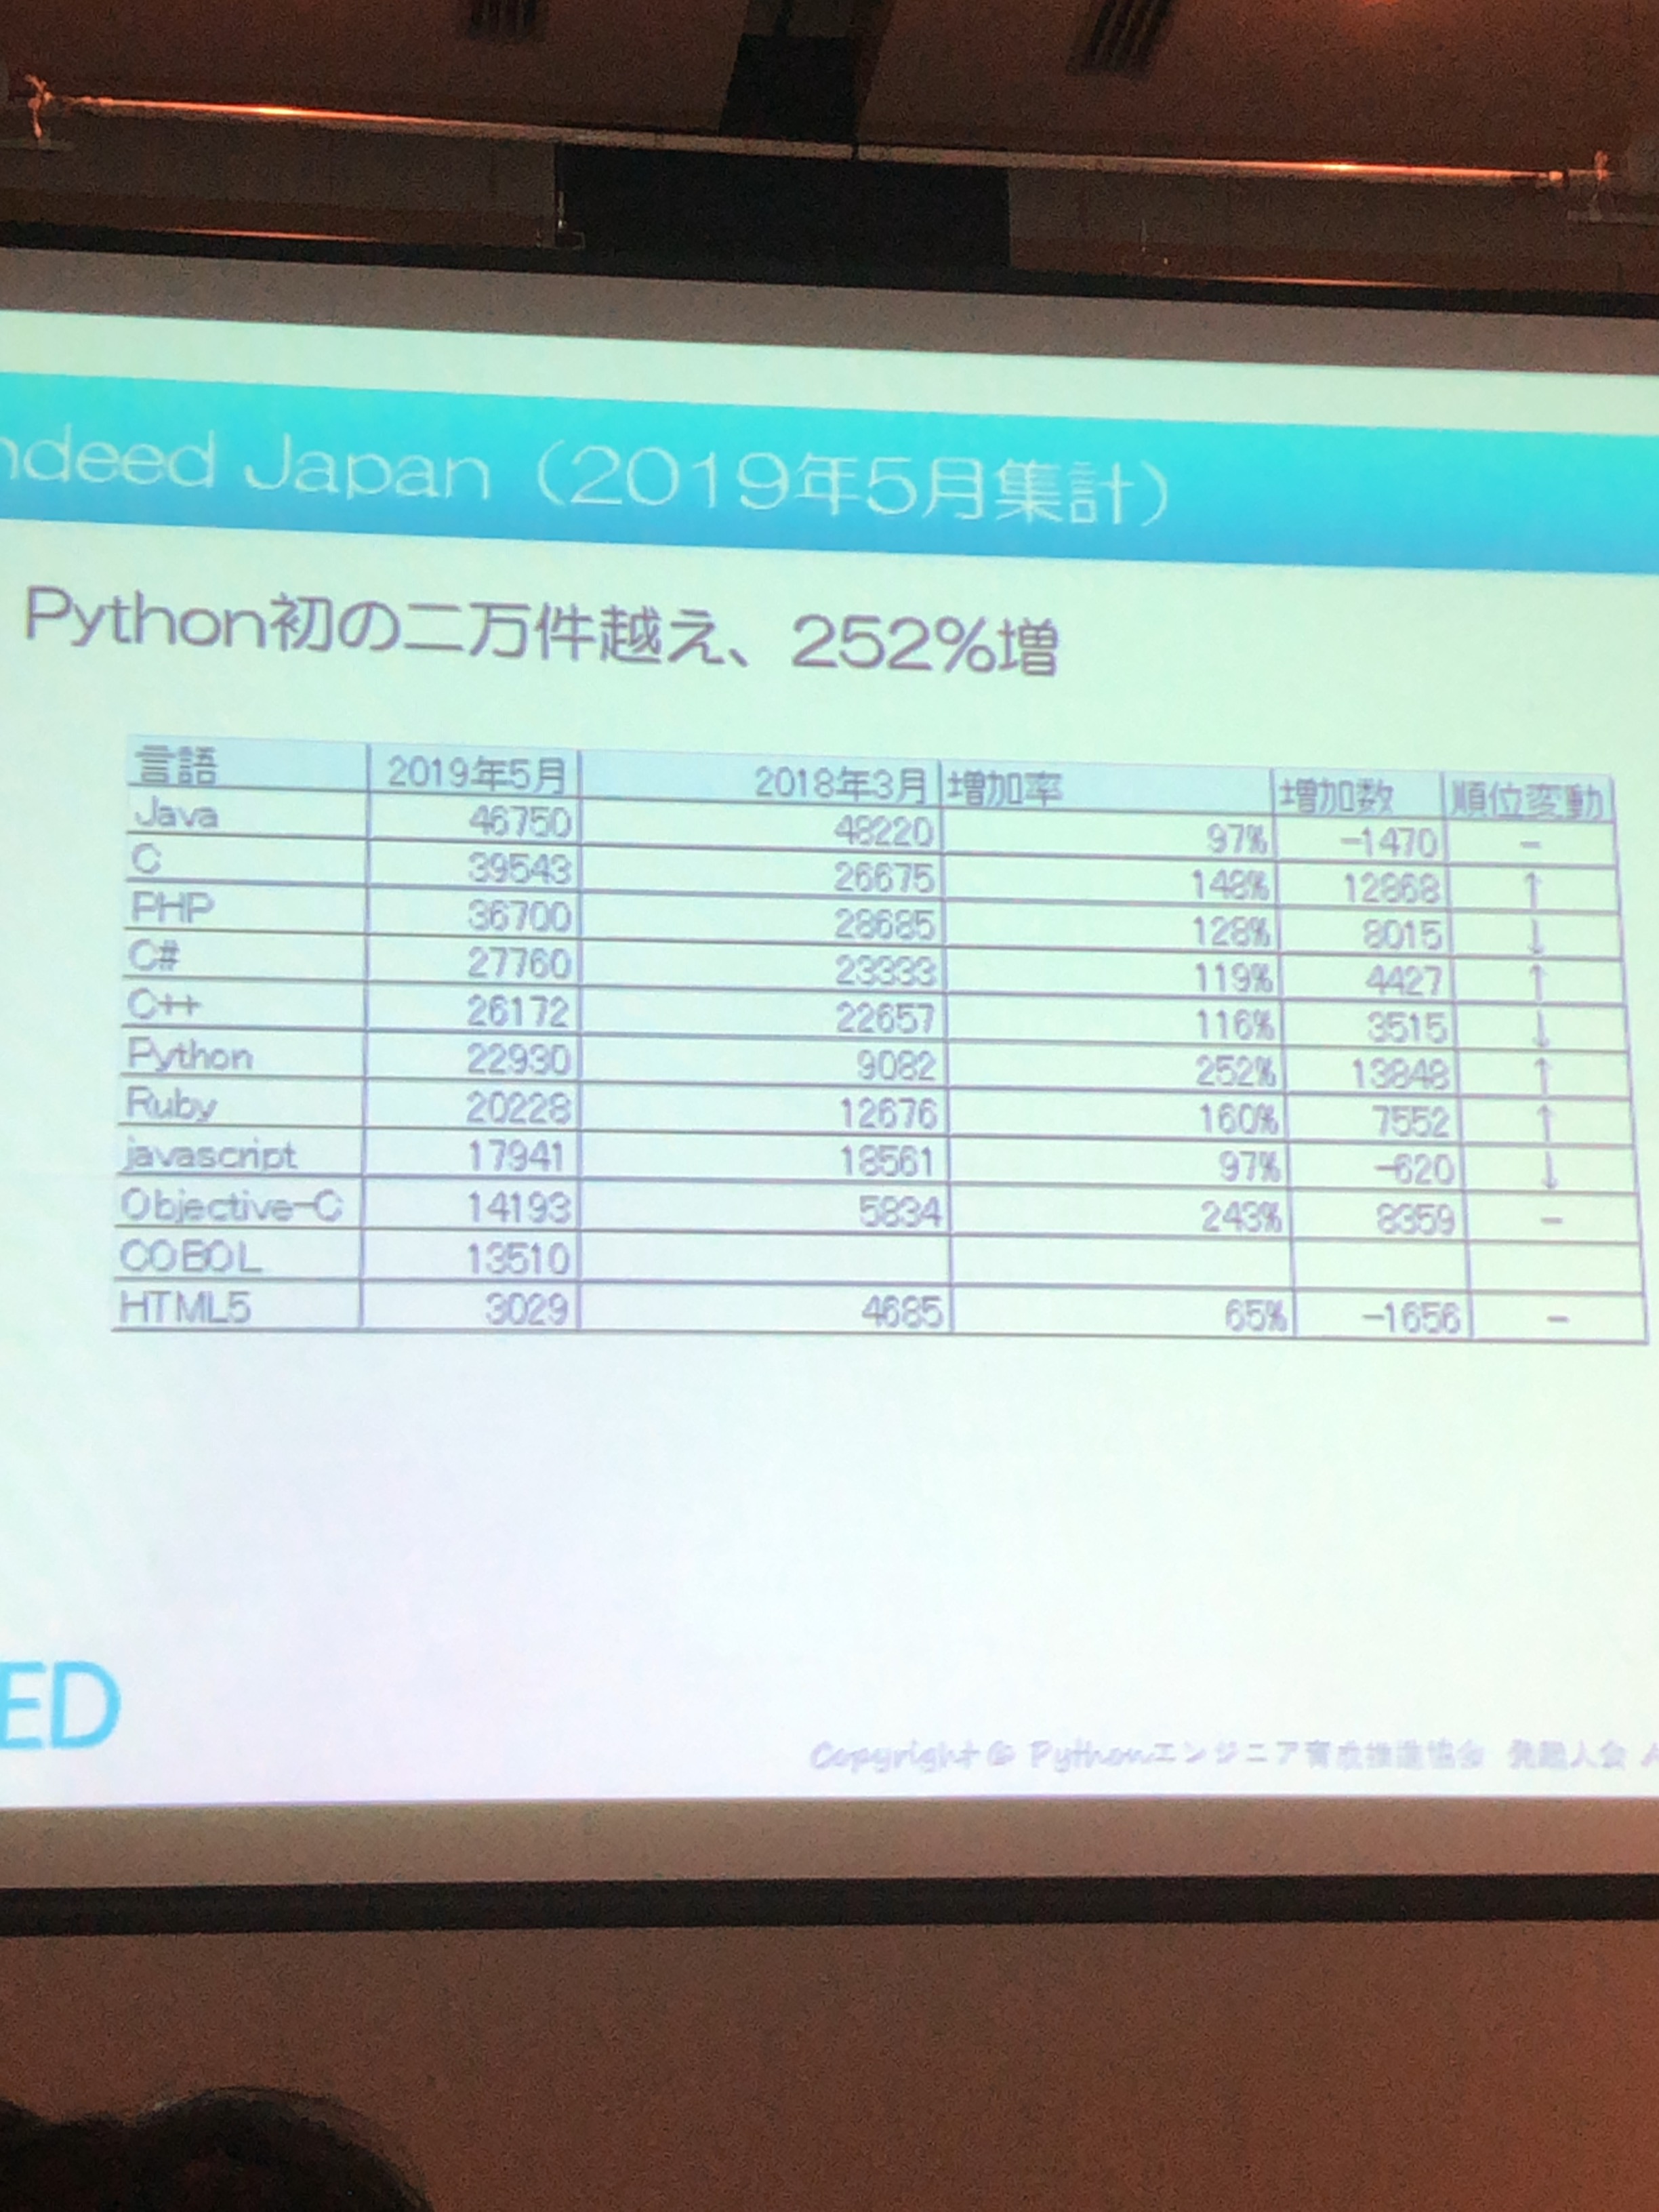 ndeed Japan（2019年5月集計）
Python初の二万件越え、252%増
言語 2019年5月 2018年3月 増加率 増加数 順位変動
Java 46750 48220 97% -1470 -
C 39543 26675 148% 12868 ↑
PHP 36700 28685 128% 8015 ↓
C# 27760 23333 119% 4427 ↑
C++ 26172 22657 116% 3515 ↓
Python 22930 9082 252% 13848 ↑
Ruby 20228 12676 160% 7552 ↑
javascript 17941 18561 97% -620 ↓
Objective-C 14193 5834 243% 8359 -
COBOL 13510
HTML5 3029 4685 65% -1656 -
ED
Copyright © Pythonエンジニア育成推進協会 発起人会